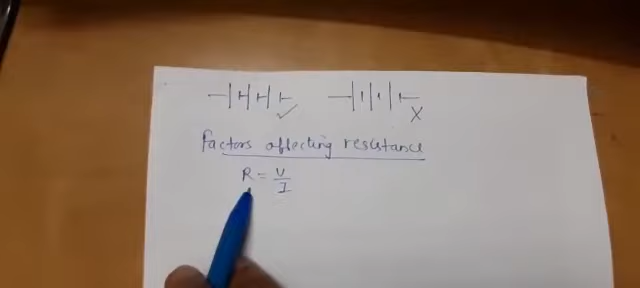 ✓ X
Factors affecting resistance
R = V/I